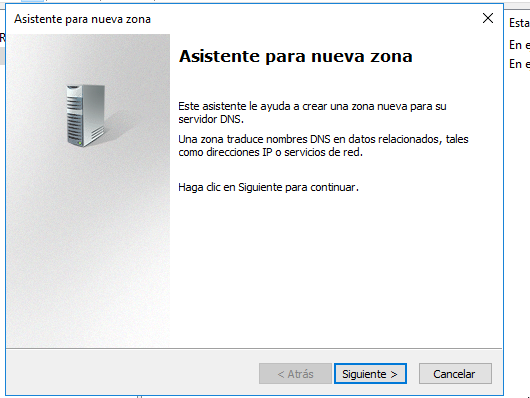 Asistente para nueva zona
Esta
Asistente para nueva zona
R
En e
En e
Este asistente le ayuda a crear una zona nueva para su
servidor DNS.
Una zona traduce nombres DNS en datos relacionados, tales
como direcciones IP o servicios de red.
Haga clic en Siguiente para continuar.
< Atrás
Siguiente >
Cancelar